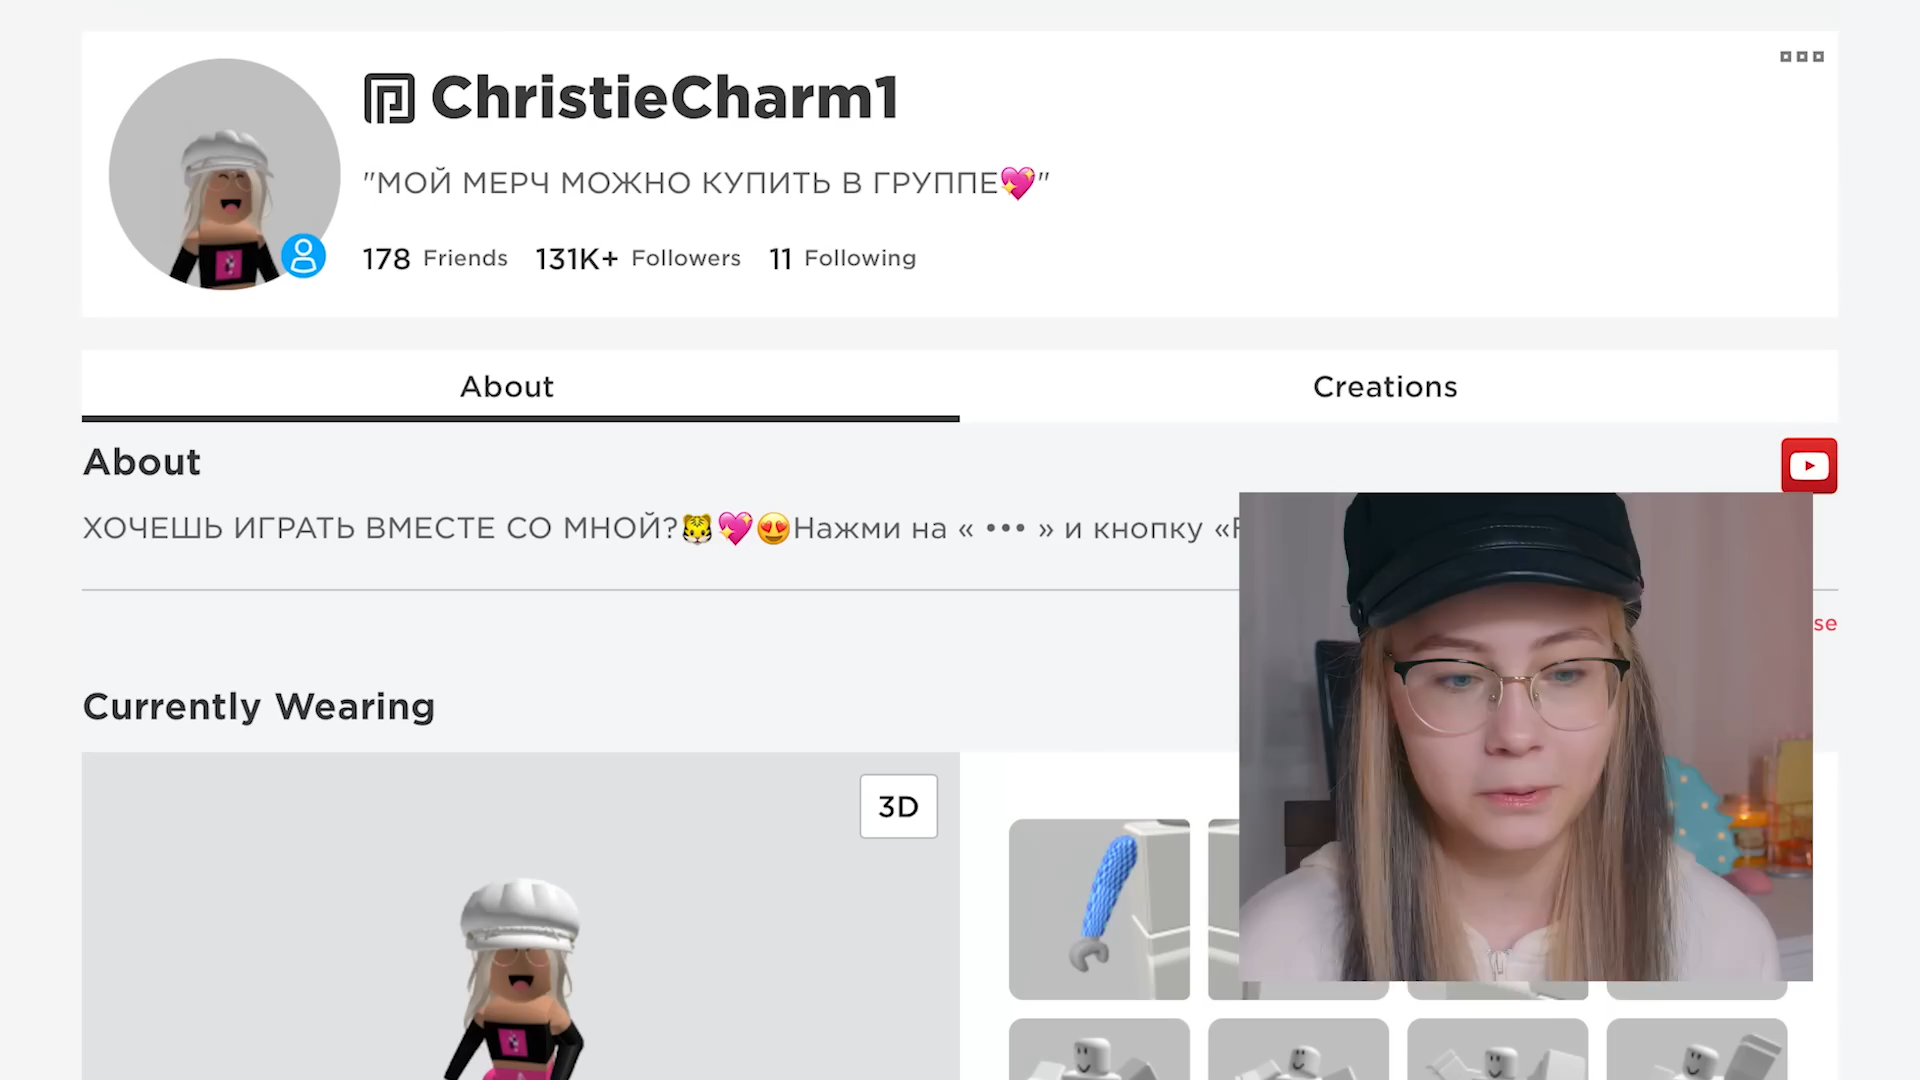 ChristieCharm1
"МОЙ МЕРЧ МОЖНО КУПИТЬ В ГРУППЕ💖"
178 Friends 131K+ Followers 11 Following
About Creations
About
ХОЧЕШЬ ИГРАТЬ ВМЕСТЕ СО МНОЙ?🐯💖😍Нажми на « ••• » и кнопку «F
se
Currently Wearing
3D